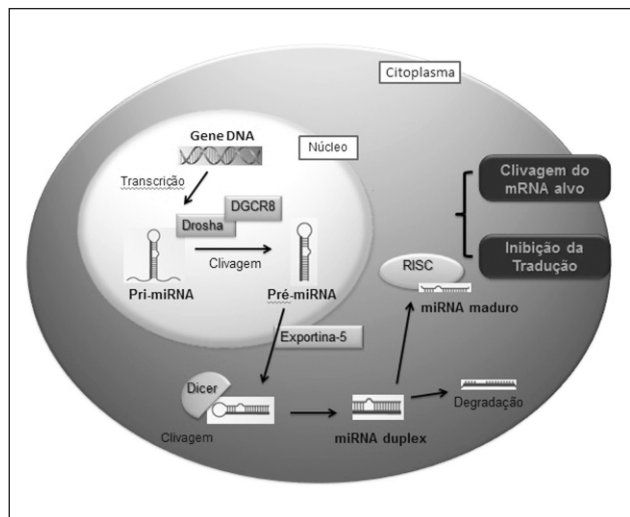 Citoplasma
Gene DNA
Núcleo
Transcrição
DGCR8
Drosha
Clivagem
Pri-miRNA
Pré-miRNA
Exportina-5
Dicer
Clivagem
miRNA duplex
Degradação
RISC
miRNA maduro
Clivagem do
mRNA alvo
Inibição da
Tradução